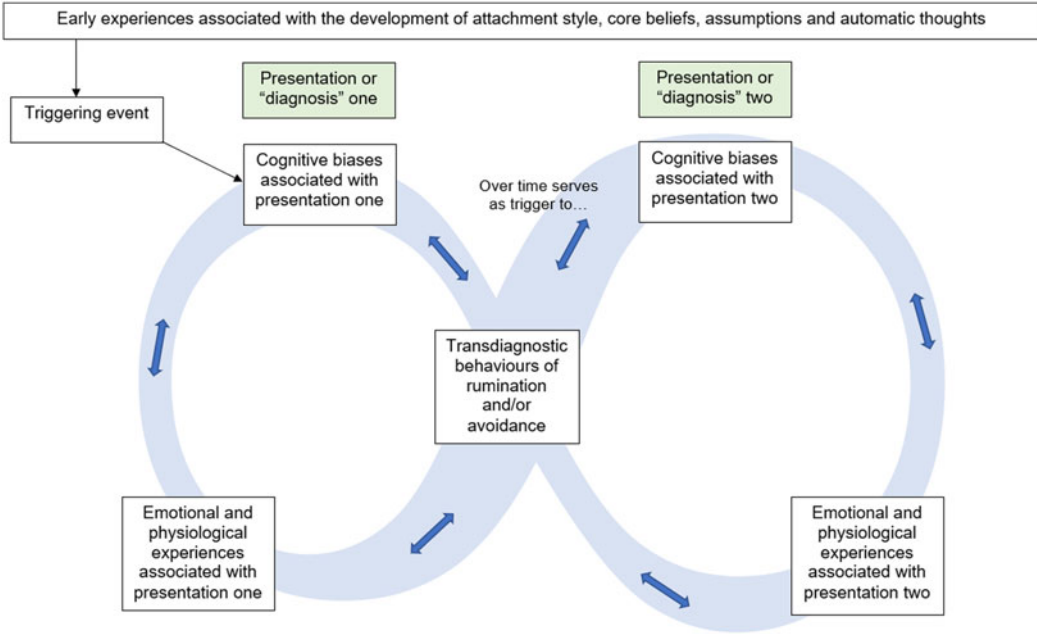 Early experiences associated with the development of attachment style, core beliefs, assumptions and automatic thoughts
Presentation or
“diagnosis” one
Presentation or
“diagnosis” two
Triggering event
Cognitive biases
associated with
presentation one
Over time serves
as trigger to…
Cognitive biases
associated with
presentation two
Transdiagnostic
behaviours of
rumination
and/or
avoidance
Emotional and
physiological
experiences
associated with
presentation one
Emotional and
physiological
experiences
associated with
presentation two